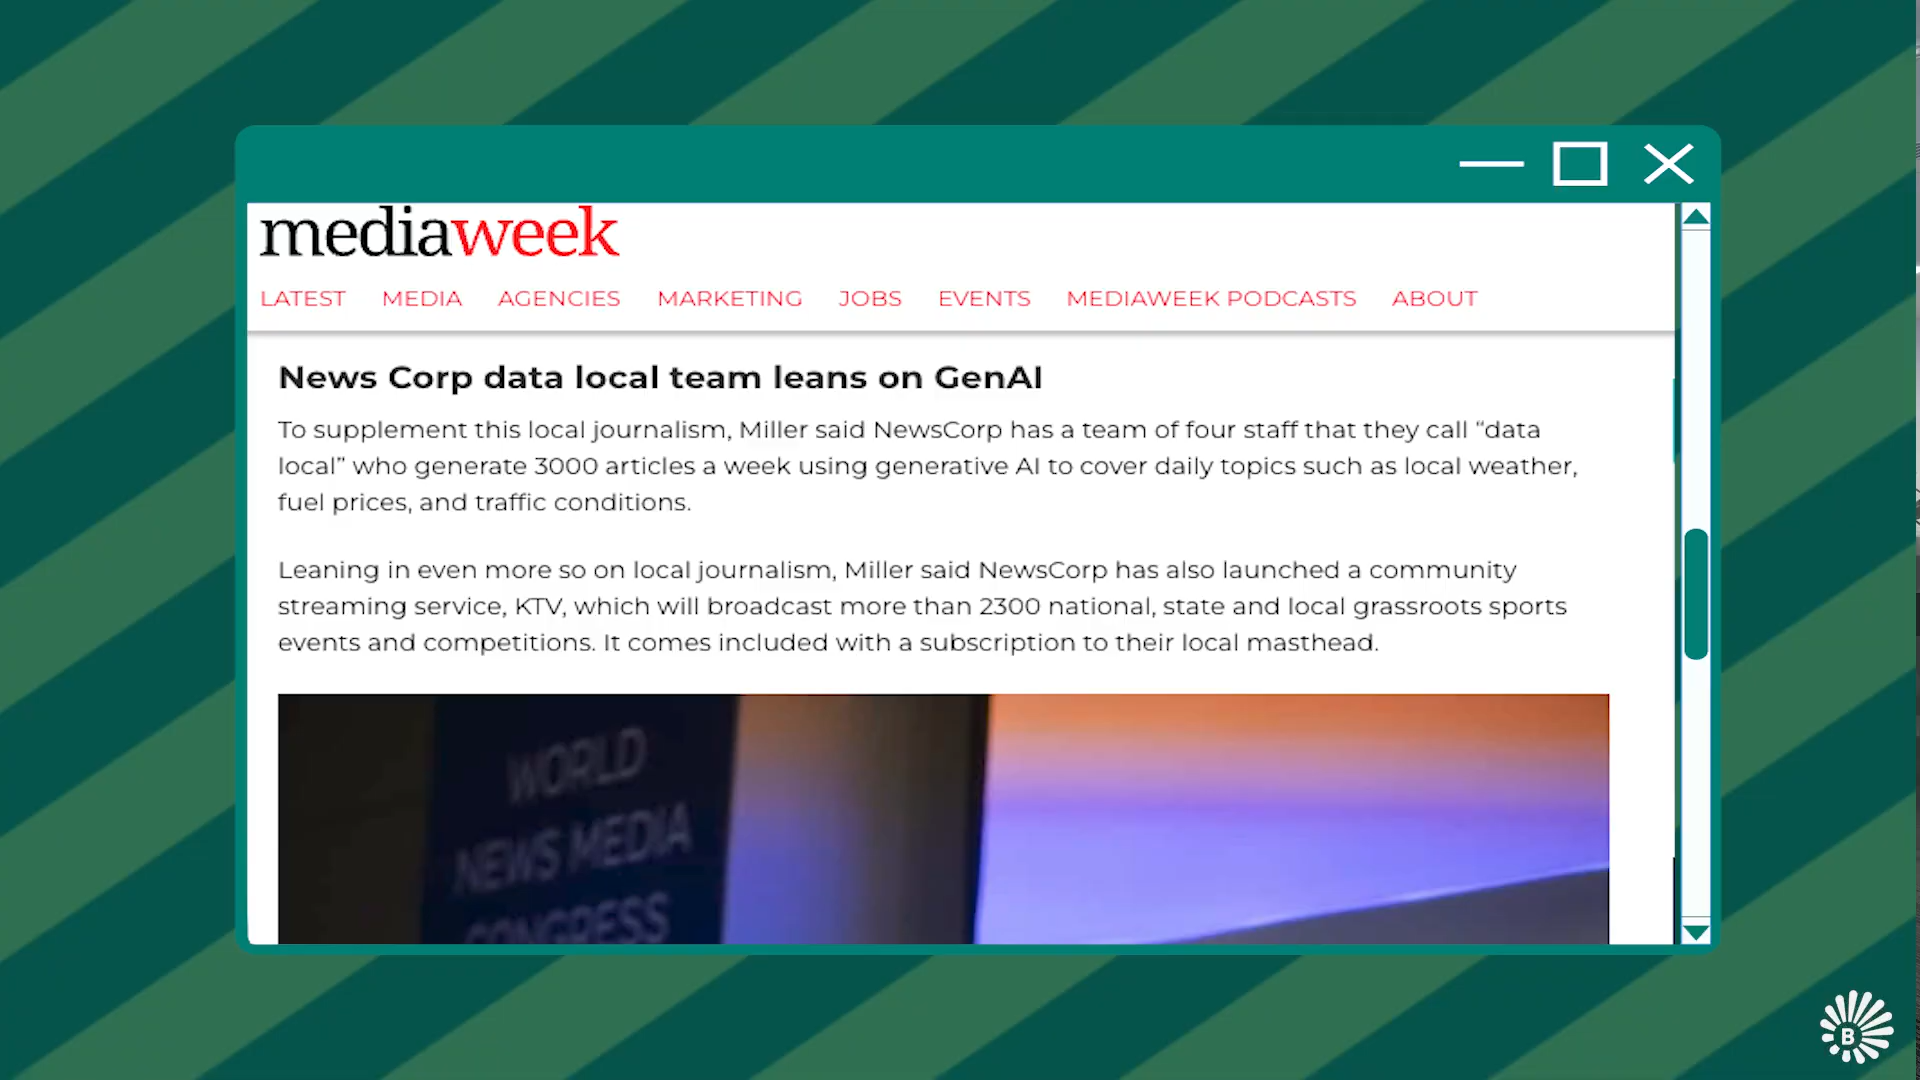 mediaweek
LATEST MEDIA AGENCIES MARKETING JOBS EVENTS MEDIAWEEK PODCASTS ABOUT
News Corp data local team leans on GenAI
To supplement this local journalism, Miller said NewsCorp has a team of four staff that they call “data
local” who generate 3000 articles a week using generative AI to cover daily topics such as local weather,
fuel prices, and traffic conditions.
Leaning in even more so on local journalism, Miller said NewsCorp has also launched a community
streaming service, KTV, which will broadcast more than 2300 national, state and local grassroots sports
events and competitions. It comes included with a subscription to their local masthead.
WORLD
NEWS MEDIA
CONGRESS
B